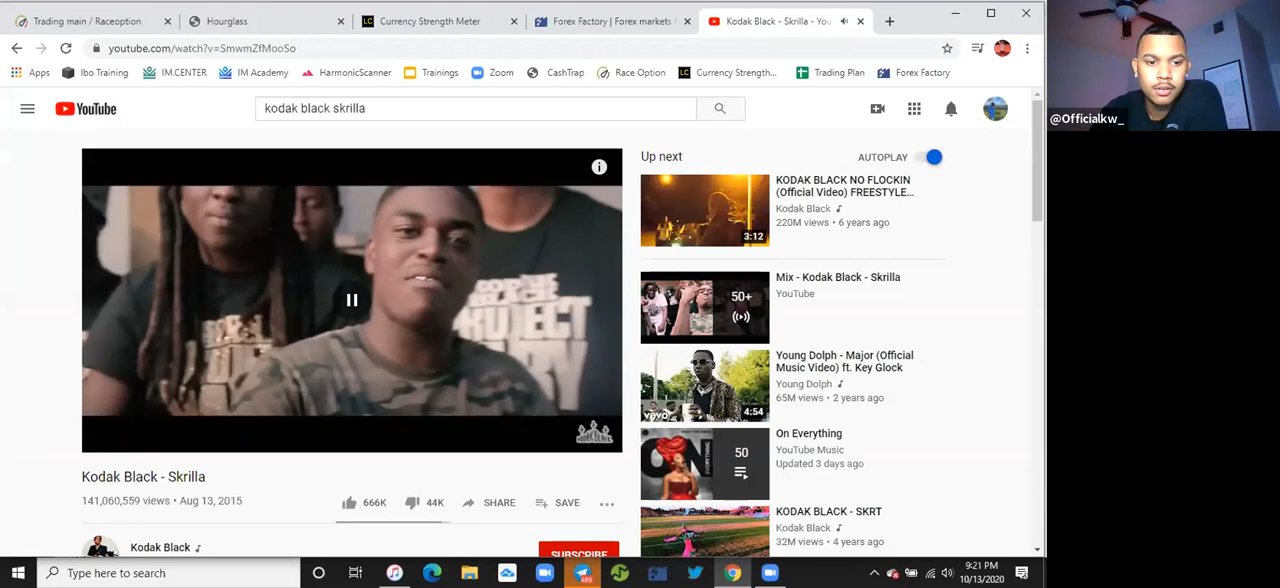 Trading main / Raceoption
Hourglass
Currency Strength Meter
Forex Factory | Forex markets
Kodak Black - Skrilla - You
youtube.com/watch?v=SmwmZfMooSo
Apps
Ibo Training
IM.CENTER
IM Academy
HarmonicScanner
Trainings
Zoom
CashTrap
Race Option
LC
Currency Strength...
Trading Plan
Forex Factory
@Officialkw_
YouTube
kodak black skrilla
Up next
AUTOPLAY
KODAK BLACK NO FLOCKIN
(Official Video) FREESTYLE...
Kodak Black
220M views • 6 years ago
3:12
Mix - Kodak Black - Skrilla
YouTube
50+
Young Dolph - Major (Official
Music Video) ft. Key Glock
Young Dolph
65M views • 2 years ago
vevo
4:54
On Everything
YouTube Music
Updated 3 days ago
50
KODAK BLACK - SKRT
Kodak Black
32M views • 4 years ago
PROJECT
KODAK BLACK
Kodak Black - Skrilla
141,060,559 views • Aug 13, 2015
666K
44K
SHARE
SAVE
Kodak Black
SUBSCRIBE
Type here to search
9:21 PM
10/13/2020